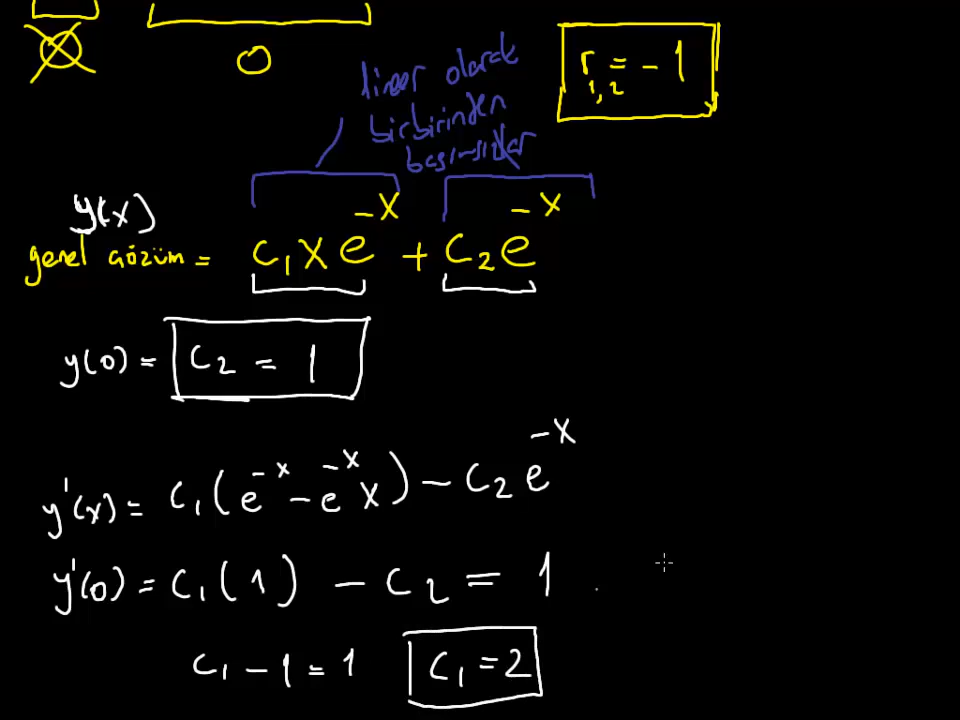 0
r₁,₂ = -1
lineer olarak
birbirinden
bağımsızlar
y(x)
genel çözüm = c₁xe^-x + c₂e^-x
y(0) = c₂ = 1
y'(x) = c₁(e^-x - e^-x x) - c₂e^-x
y'(0) = c₁(1) - c₂ = 1
c₁ - 1 = 1 c₁ = 2